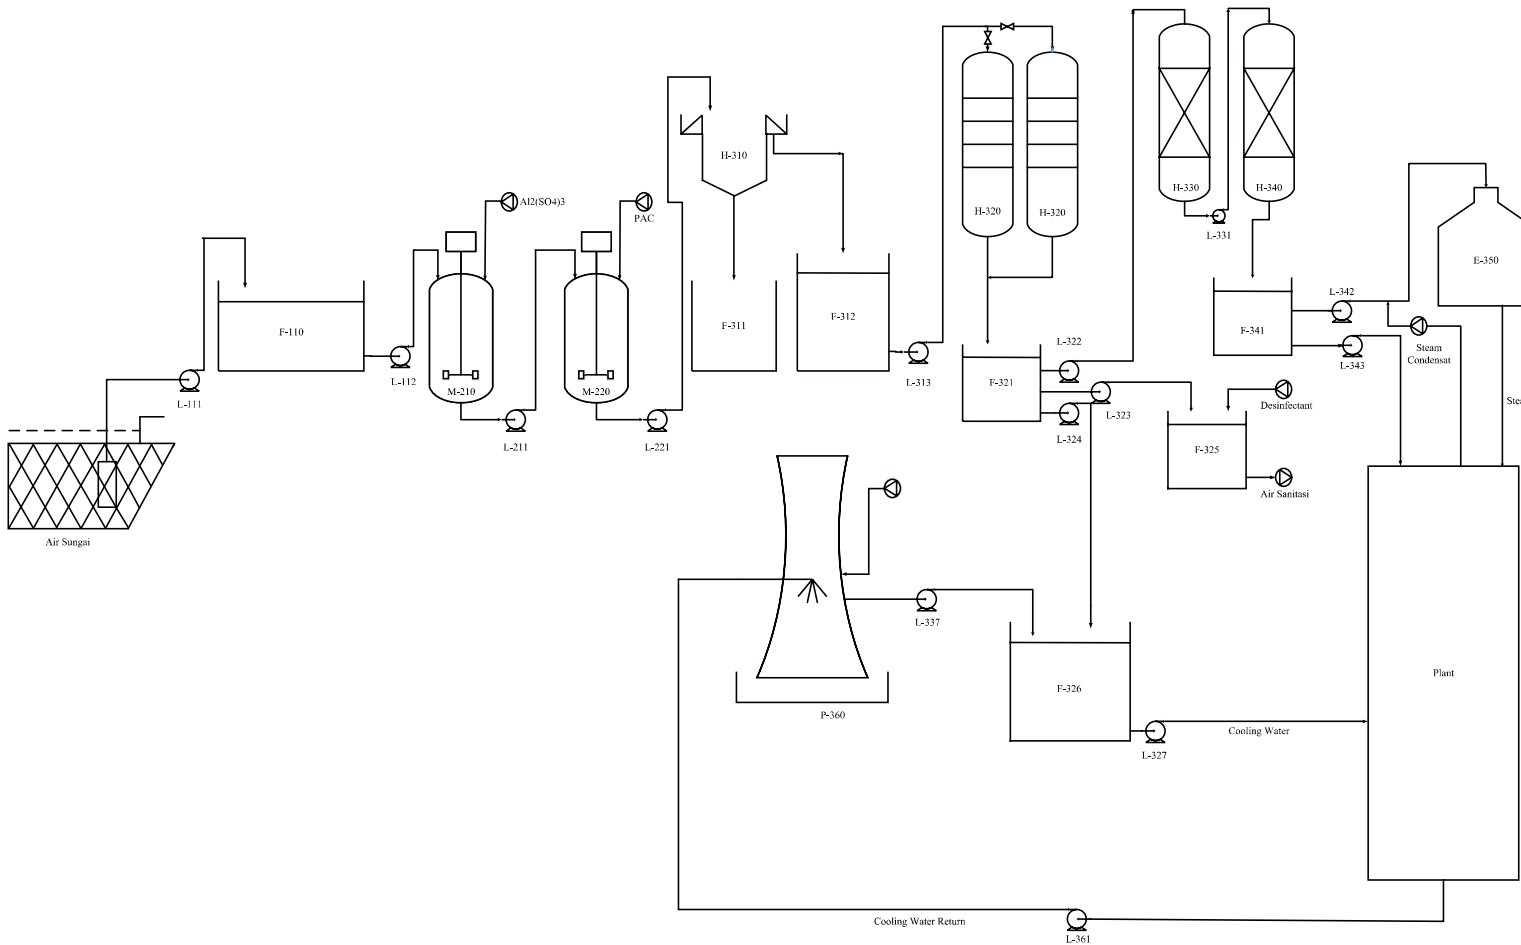 H-310
H-320
H-320
H-330
H-340
L-331
Al2(SO4)3
PAC
E-350
F-110
F-311
F-312
L-342
F-341
Steam
Condensat
L-343
L-111
L-112
M-210
M-220
L-313
L-322
F-321
L-323
L-324
Desinfectant
L-211
L-221
F-325
Air Sanitasi
Air Sungai
L-337
F-326
Plant
P-360
Cooling Water
L-327
Cooling Water Return
L-361